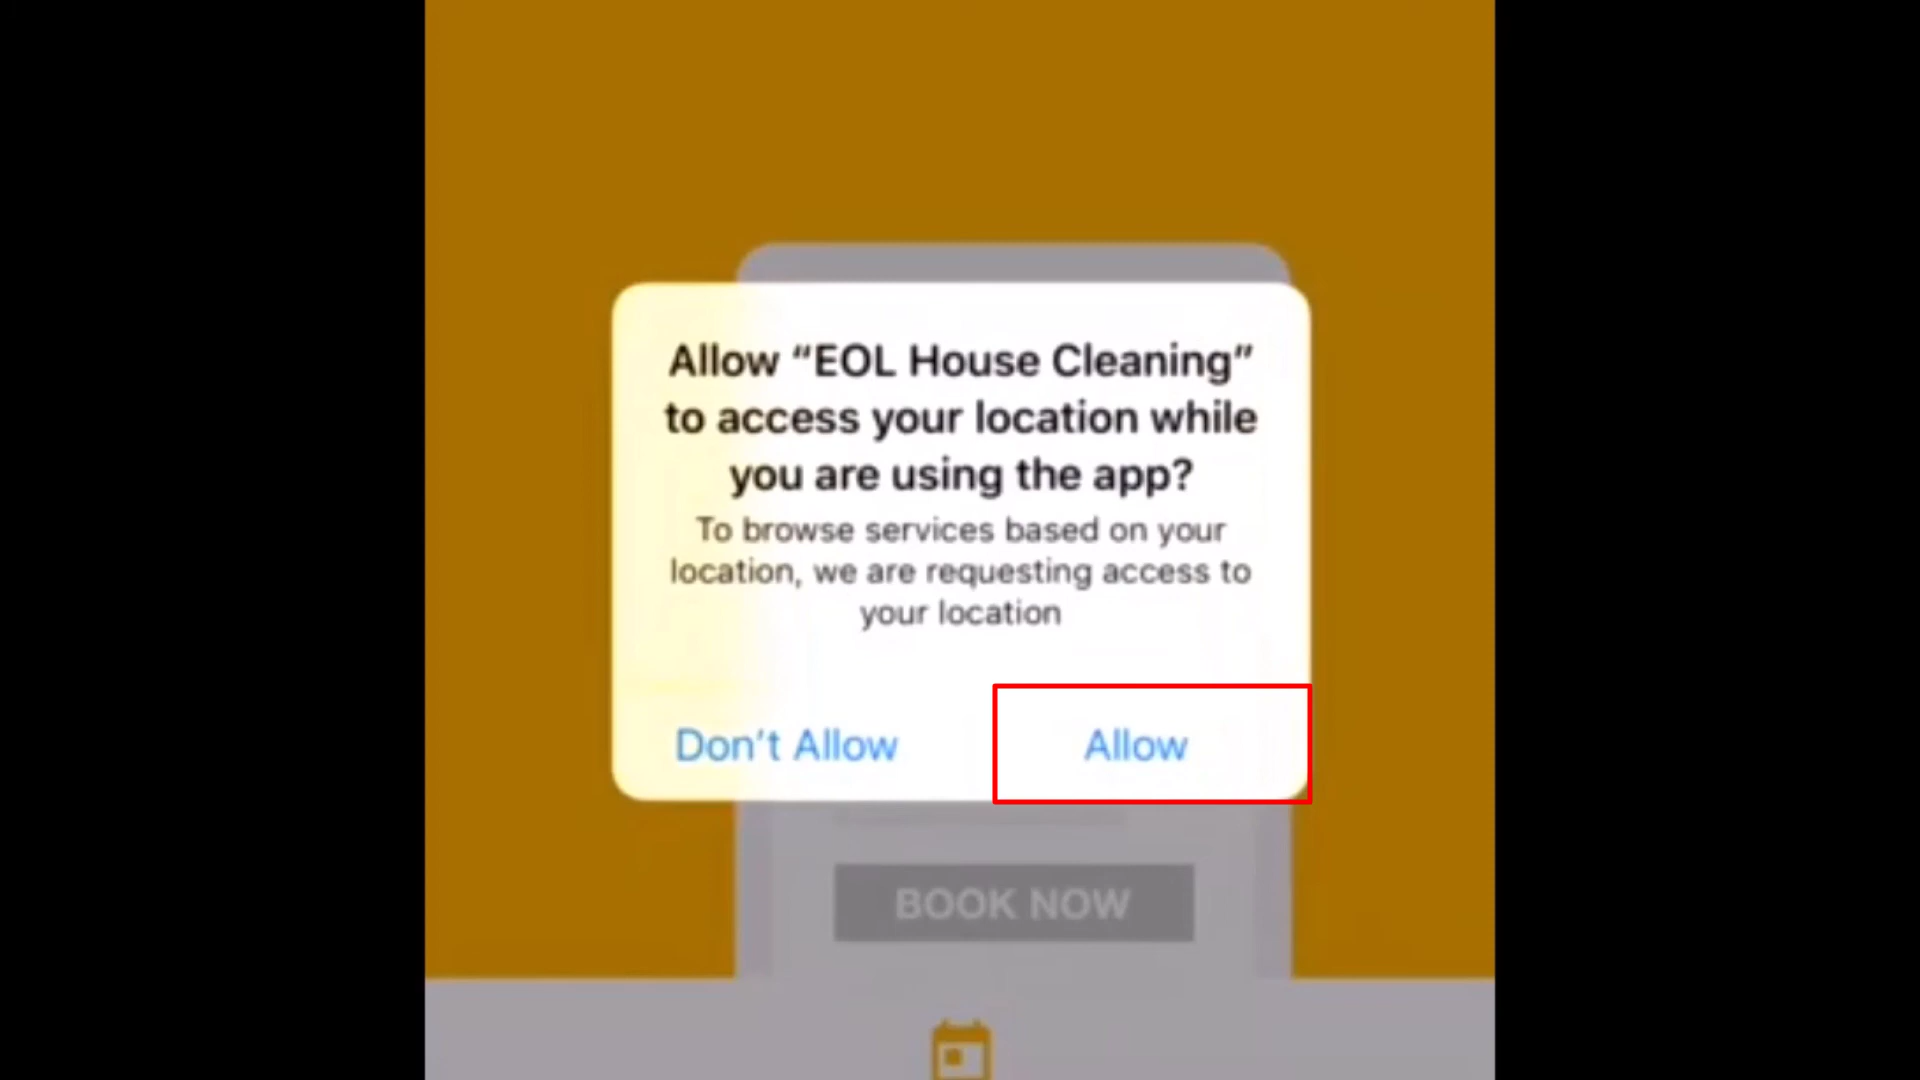 Allow “EOL House Cleaning”
to access your location while
you are using the app?
To browse services based on your
location, we are requesting access to
your location
Don’t Allow
Allow
BOOK NOW